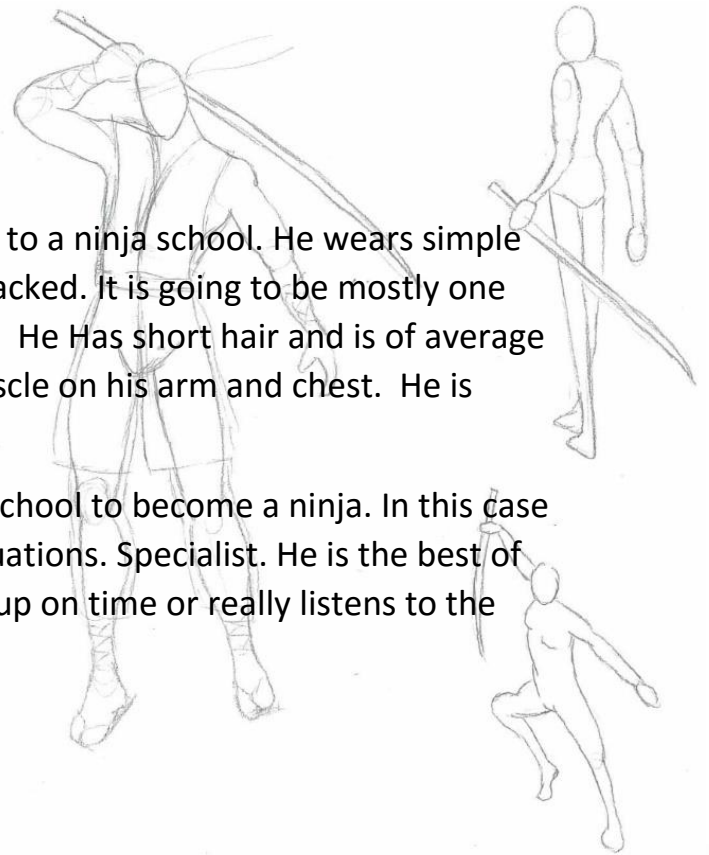 to a ninja school. He wears simple
acked. It is going to be mostly one
He Has short hair and is of average
scle on his arm and chest. He is
school to become a ninja. In this case
uations. Specialist. He is the best of
up on time or really listens to the